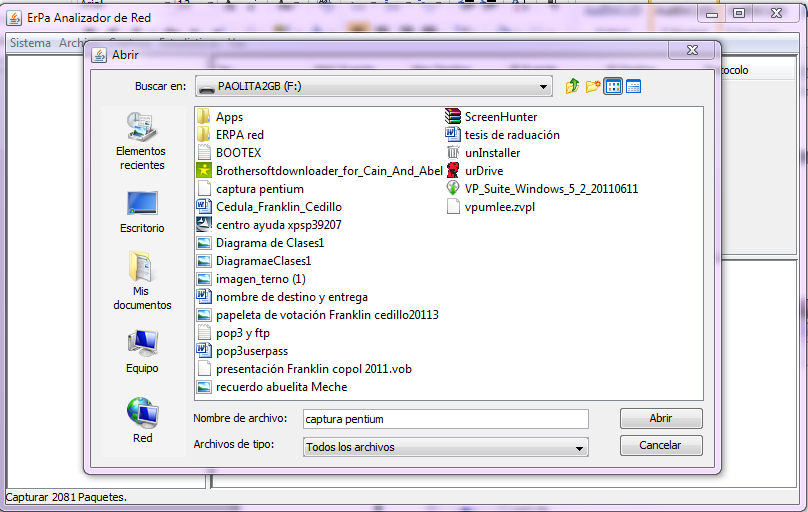 ErPa Analizador de Red
Sistema
Abrir
ocolo
Buscar en:
PAOLITA2GB (F:)
Elementos
recientes
Escritorio
Mis
documentos
Equipo
Red
Apps
ERPA red
BOOTEX
Brothersoftdownloader_for_Cain_And_Abel
captura pentium
Cedula_Franklin_Cedillo
centro ayuda xpsp39207
Diagrama de Clases1
DiagramaeClases1
imagen_terno (1)
nombre de destino y entrega
papeleta de votación Franklin cedillo20113
pop3 y ftp
pop3userpass
presentación Franklin copol 2011.vob
recuerdo abuelita Meche
ScreenHunter
tesis de raduación
unInstaller
urDrive
VP_Suite_Windows_5_2_20110611
vpumlee.zvpl
Nombre de archivo:
captura pentium
Abrir
Archivos de tipo:
Todos los archivos
Cancelar
Capturar 2081 Paquetes.